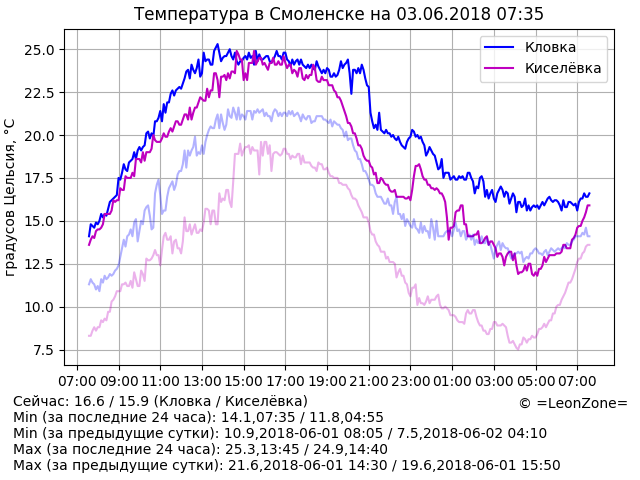 Температура в Смоленске на 03.06.2018 07:35
градусов Цельсия, °C
25.0
22.5
20.0
17.5
15.0
12.5
10.0
7.5
Кловка
Киселёвка
07:00 09:00 11:00 13:00 15:00 17:00 19:00 21:00 23:00 01:00 03:00 05:00 07:00
Сейчас: 16.6 / 15.9 (Кловка / Киселёвка)
© =LeonZone=
Min (за последние 24 часа): 14.1,07:35 / 11.8,04:55
Min (за предыдущие сутки): 10.9,2018-06-01 08:05 / 7.5,2018-06-02 04:10
Max (за последние 24 часа): 25.3,13:45 / 24.9,14:40
Max (за предыдущие сутки): 21.6,2018-06-01 14:30 / 19.6,2018-06-01 15:50